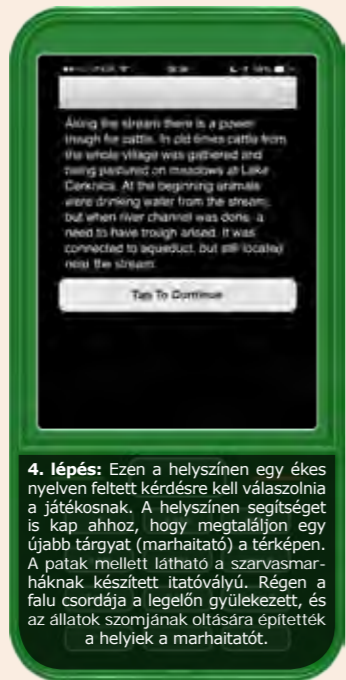 Along the stream there is a power
trough for cattle. In old times cattle from
the whole village was gathered and
being pastured on meadows at Lake
Cerknica. At the beginning animals
were drinking water from the stream,
but when river channel was done, a
need to have trough arised. It was
connected to aqueduct, but still located
near the stream.
Tap To Continue
4. lépés: Ezen a helyszínen egy ékes
nyelven feltett kérdésre kell válaszolnia
a játékosnak. A helyszínen segítséget
is kap ahhoz, hogy megtaláljon egy
újabb tárgyat (marhaitató) a térképen.
A patak mellett látható a szarvasmar-
háknak készített itatóvályú. Régen a
falu csordája a legelőn gyülekezett, és
az állatok szomjának oltására építették
a helyiek a marhaitatót.